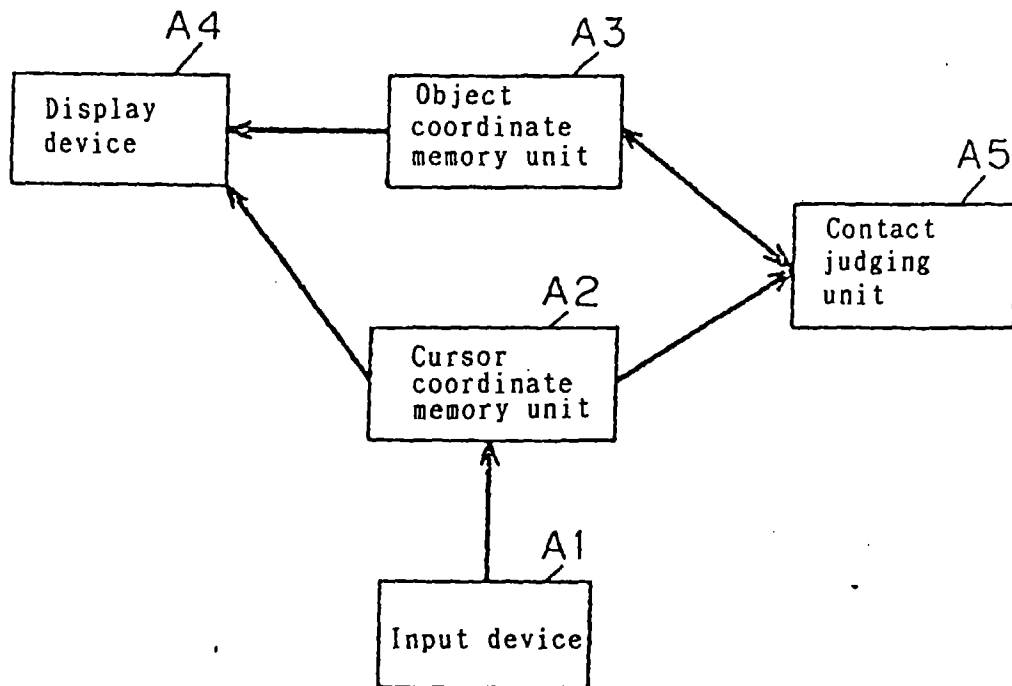 A4
Display
device
A3
Object
coordinate
memory unit
A5
Contact
judging
unit
A2
Cursor
coordinate
memory unit
A1
Input device